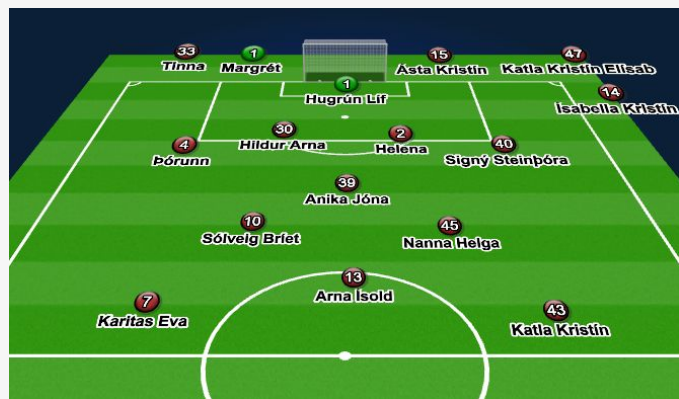 33
Tinna
1
Margrét
15
Ásta Kristín
47
Katla Kristín Elísab
1
Hugrún Líf
14
Ísabella Kristín
4
Þórunn
30
Hildur Arna
2
Helena
40
Signý Steinþóra
39
Anika Jóna
10
Sólveig Bríet
45
Nanna Helga
7
Karitas Eva
13
Arna Ísold
43
Katla Kristín